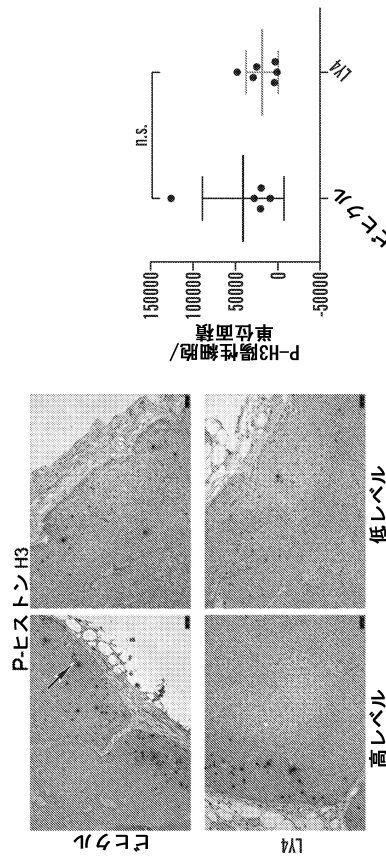 P-ヒストン H3
ビヒクル
LY4
高レベル
低レベル
P-H3陽性細胞/
単位面積
150000
100000
50000
0
-50000
n.s.
ビヒクル
LY4